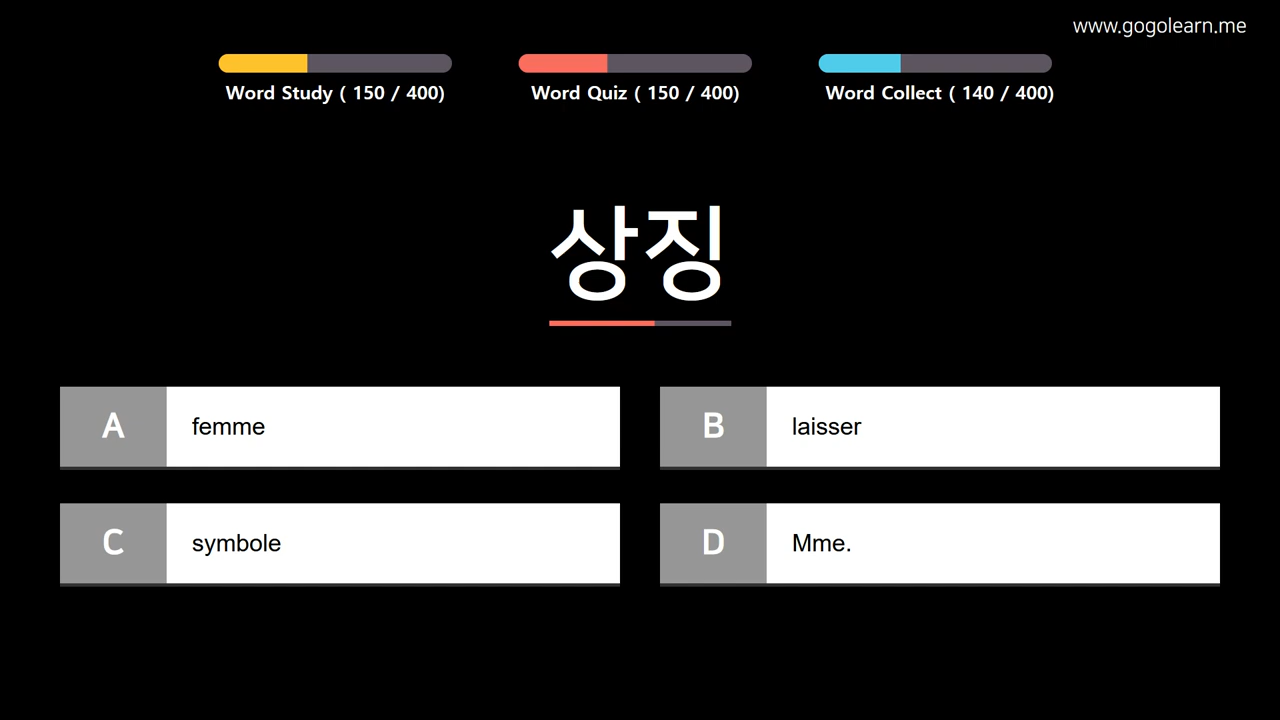 www.gogolearn.me
Word Study ( 150 / 400)
Word Quiz ( 150 / 400)
Word Collect ( 140 / 400)
상징
A femme
B laisser
C symbole
D Mme.